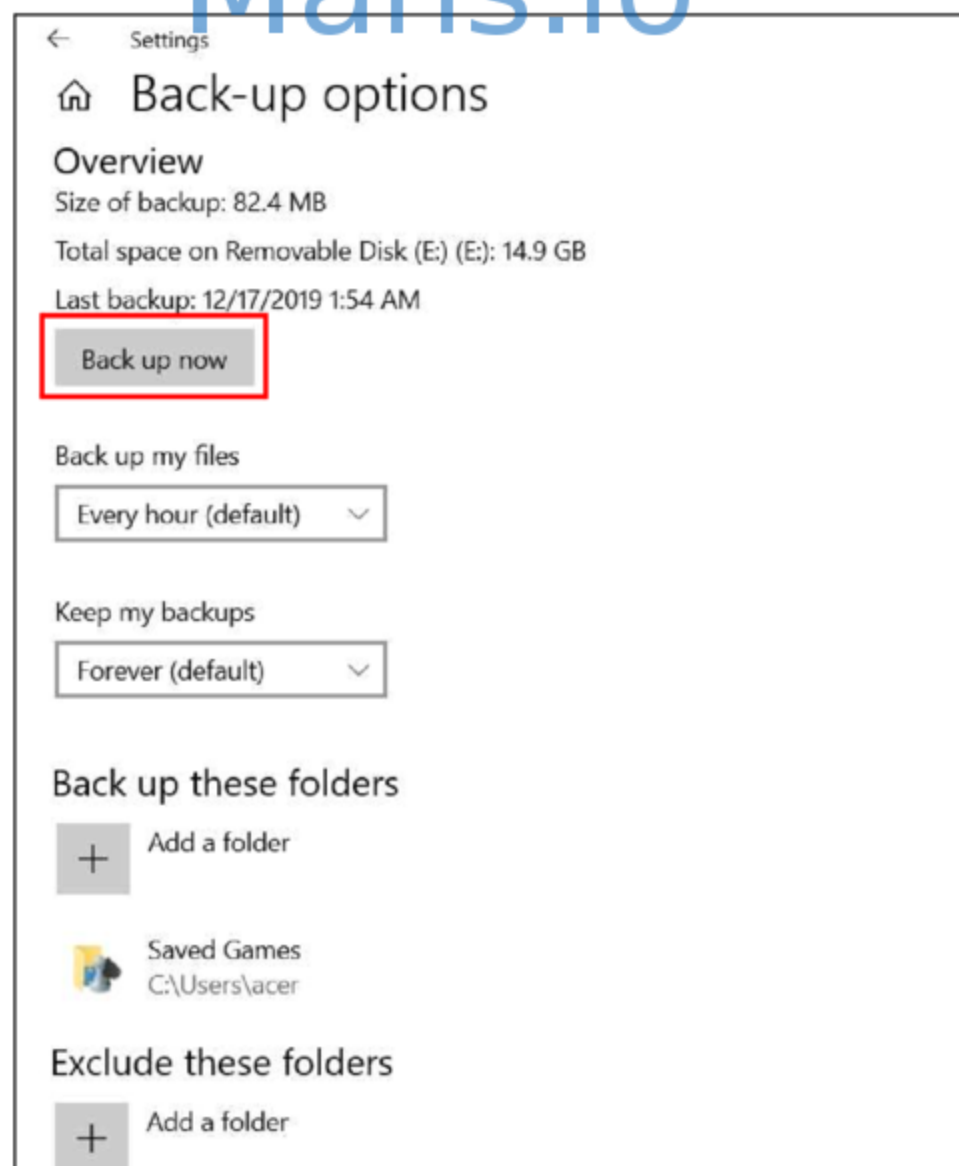 Mans.io
Settings
Back-up options
Overview
Size of backup: 82.4 MB
Total space on Removable Disk (E:) (E:): 14.9 GB
Last backup: 12/17/2019 1:54 AM
Back up now
Back up my files
Every hour (default)
Keep my backups
Forever (default)
Back up these folders
Add a folder
Saved Games
C:\Users\acer
Exclude these folders
Add a folder